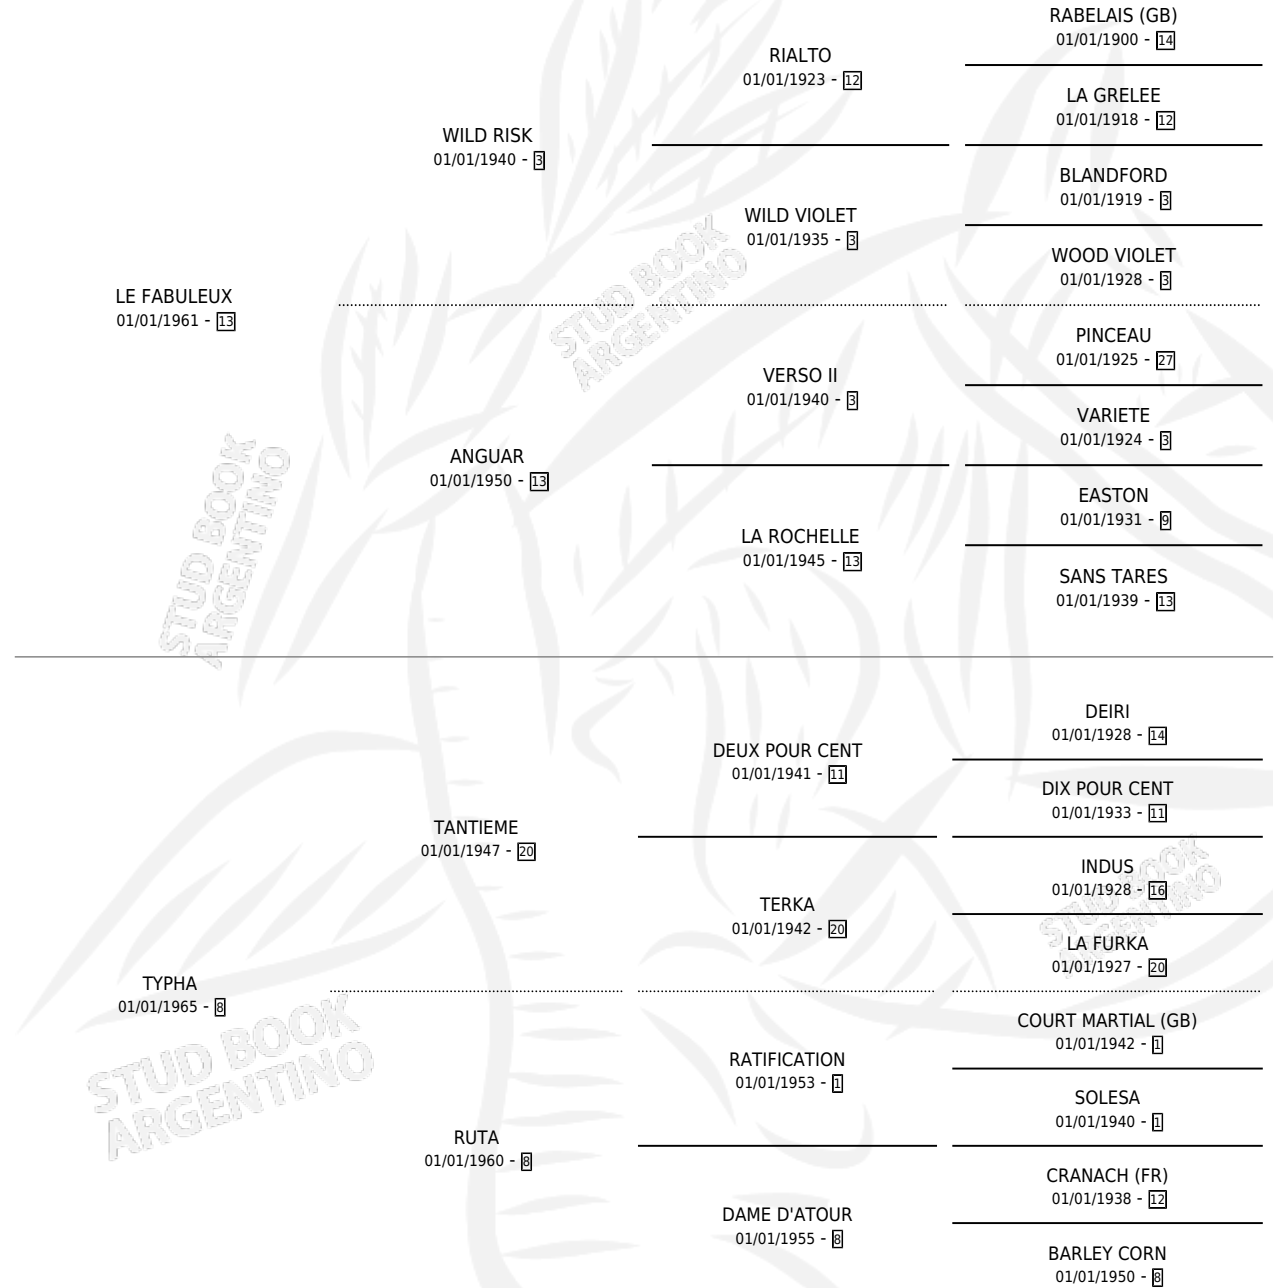 RABELAIS (GB)
01/01/1900 - 14
RIALTO
01/01/1923 - 12
LA GRELEE
01/01/1918 - 12
WILD RISK
01/01/1940 - 3
BLANDFORD
01/01/1919 - 3
WILD VIOLET
01/01/1935 - 3
WOOD VIOLET
01/01/1928 - 3
LE FABULEUX
01/01/1961 - 13
PINCEAU
01/01/1925 - 27
VERSO II
01/01/1940 - 3
VARIETE
01/01/1924 - 3
ANGUAR
01/01/1950 - 13
EASTON
01/01/1931 - 9
LA ROCHELLE
01/01/1945 - 13
SANS TARES
01/01/1939 - 13
STUD BOOK
ARGENTINO
STUD BOOK
ARGENTINO
DEIRI
01/01/1928 - 14
DEUX POUR CENT
01/01/1941 - 11
DIX POUR CENT
01/01/1933 - 11
TANTIEME
01/01/1947 - 20
INDUS
01/01/1928 - 16
TERKA
01/01/1942 - 20
LA FURKA
01/01/1927 - 20
TYPHA
01/01/1965 - 8
COURT MARTIAL (GB)
01/01/1942 - 1
RATIFICATION
01/01/1953 - 1
SOLESA
01/01/1940 - 1
RUTA
01/01/1960 - 8
CRANACH (FR)
01/01/1938 - 12
DAME D'ATOUR
01/01/1955 - 8
BARLEY CORN
01/01/1950 - 8
STUD BOOK
ARGENTINO
STUD BOOK
ARGENTINO